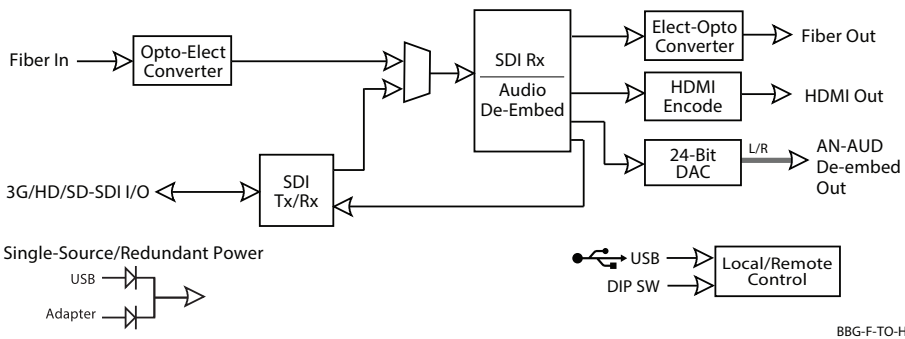 Fiber In
Opto-Elect
Converter
SDI Rx
Audio
De-Embed
Elect-Opto
Converter
Fiber Out
HDMI
Encode
HDMI Out
24-Bit
DAC
L/R
AN-AUD
De-embed
Out
3G/HD/SD-SDI I/O
SDI
Tx/Rx
Single-Source/Redundant Power
USB
Adapter
USB
DIP SW
Local/Remote
Control
BBG-F-TO-H